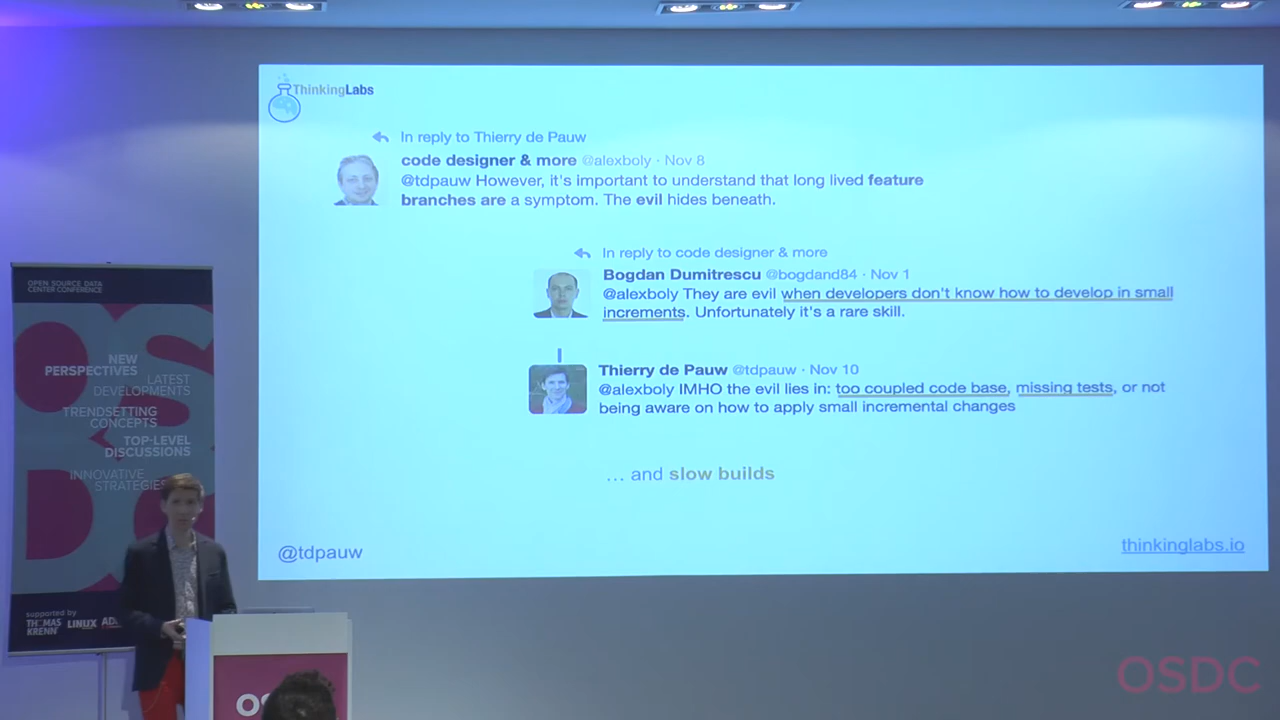 ThinkingLabs
In reply to Thierry de Pauw
code designer & more @alexboly · Nov 8
@tdpauw However, it's important to understand that long lived feature
branches are a symptom. The evil hides beneath.
In reply to code designer & more
Bogdan Dumitrescu @bogdand84 · Nov 1
@alexboly They are evil when developers don't know how to develop in small
increments. Unfortunately it's a rare skill.
Thierry de Pauw @tdpauw · Nov 10
@alexboly IMHO the evil lies in: too coupled code base, missing tests, or not
being aware on how to apply small incremental changes
... and slow builds
@tdpauw
thinkinglabs.io
OPEN SOURCE DATA
CENTER CONFERENCE
NEW
PERSPECTIVES
LATEST
DEVELOPMENTS
TRENDSETTING
CONCEPTS
TOP-LEVEL
DISCUSSIONS
INNOVATIVE
STRATEGIES
supported by
THOMAS
KRENN
LINUX
OSDC